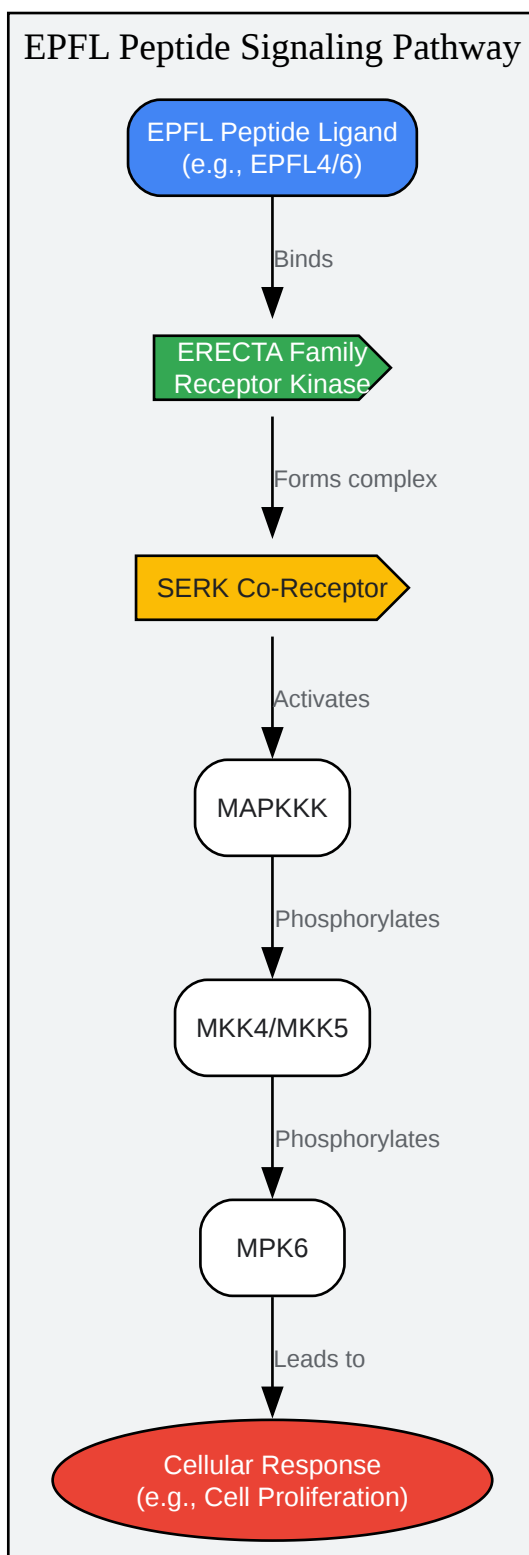 EPFL Peptide Signaling Pathway
EPFL Peptide Ligand
(e.g., EPFL4/6)
Binds
ERECTA Family
Receptor Kinase
Forms complex
SERK Co-Receptor
Activates
MAPKKK
Phosphorylates
MKK4/MKK5
Phosphorylates
MPK6
Leads to
Cellular Response
(e.g., Cell Proliferation)